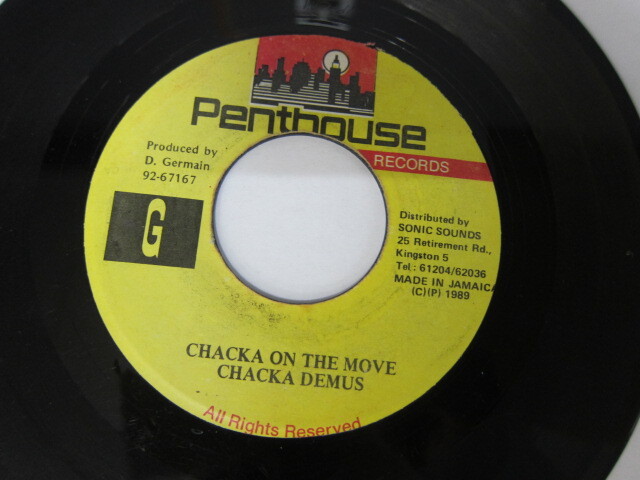 Penthouse
RECORDS
Produced by
D. Germain
92-67167
G
Distributed by
SONIC SOUNDS
25 Retirement Rd.,
Kingston 5
Tel: 61204/62036
MADE IN JAMAICA
(C)(P) 1989
CHACKA ON THE MOVE
CHACKA DEMUS
All Rights Reserved